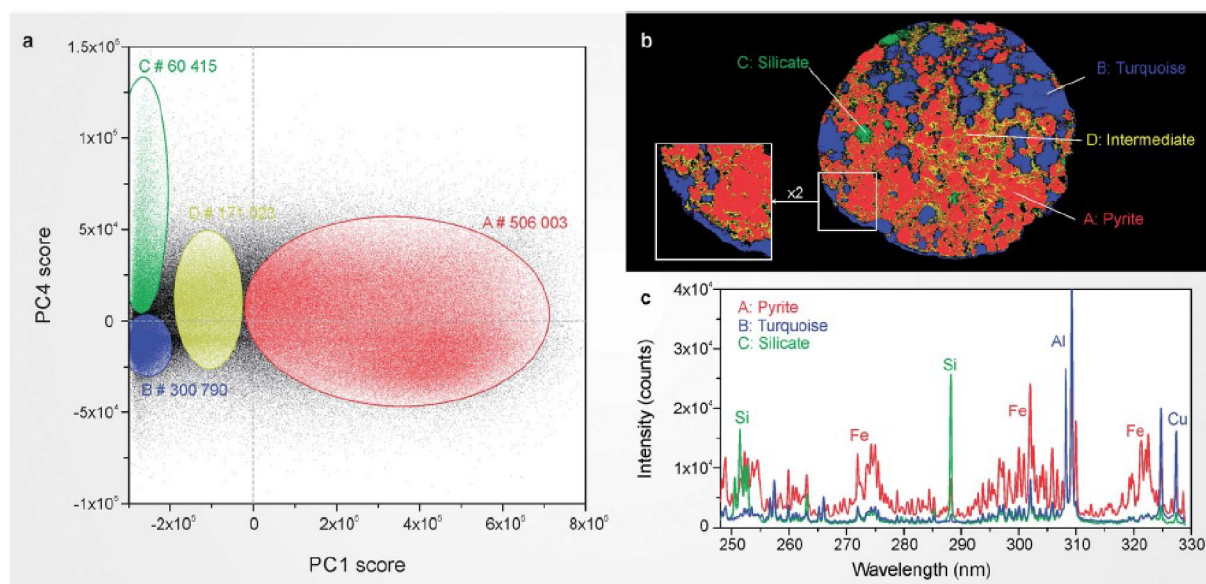 a
1.5x10⁵
1x10⁵
5x10⁴
0
-5x10⁴
-1x10⁵
PC4 score
C # 60 415
D # 171 023
A # 506 003
B # 300 790
-2x10⁵
0
2x10⁵
4x10⁵
6x10⁵
8x10⁵
PC1 score
b
C: Silicate
B: Turquoise
D: Intermediate
x2
A: Pyrite
c
4x10⁴
3x10⁴
2x10⁴
1x10⁴
0
Intensity (counts)
A: Pyrite
B: Turquoise
C: Silicate
Si
Fe
Si
Fe
Al
Fe
Cu
250
260
270
280
290
300
310
320
330
Wavelength (nm)